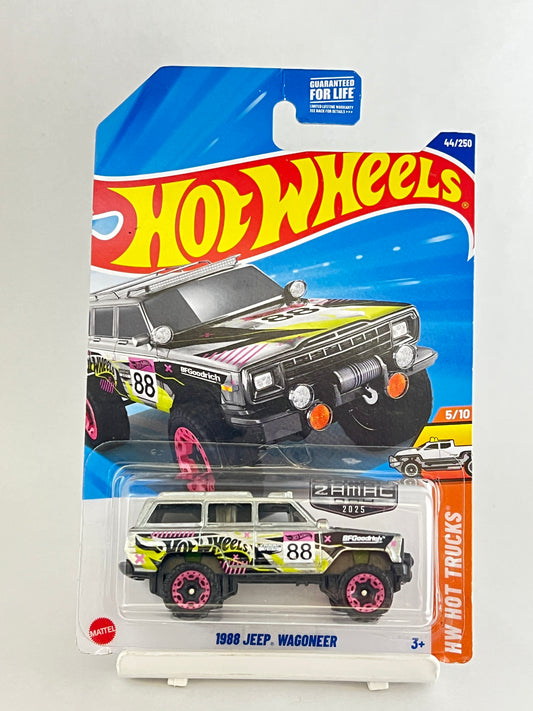 GUARANTEED
FOR LIFE
LIMITED LIFETIME WARRANTY
SEE BACK FOR DETAILS
44/250
HOT WHEELS®
88
BFGoodrich
88
5/10
ZAMAC
2025
HOT WHEELS
88
BFGoodrich
HW HOT TRUCKS
MATTEL
1988 JEEP® WAGONEER
3+